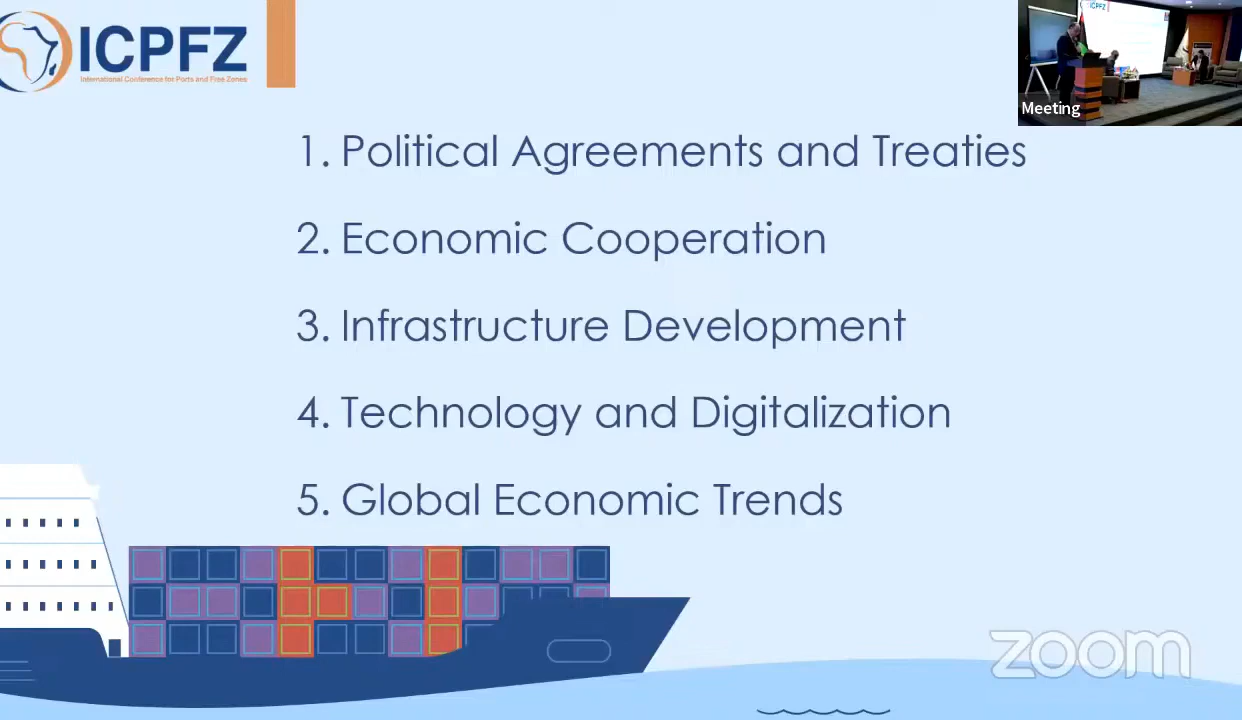 ICPFZ
International Conference for Ports and Free Zones
Meeting
1. Political Agreements and Treaties
2. Economic Cooperation
3. Infrastructure Development
4. Technology and Digitalization
5. Global Economic Trends
zoom